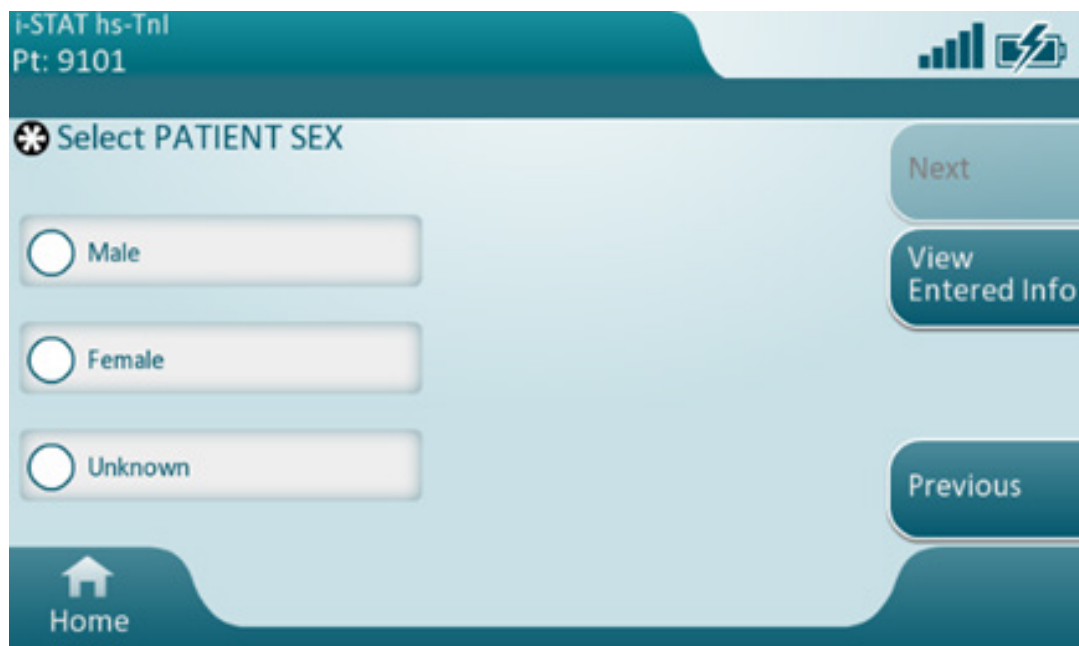 i-STAT hs-TnI
Pt: 9101
Select PATIENT SEX
Next
Male
View
Entered Info
Female
Unknown
Previous
Home